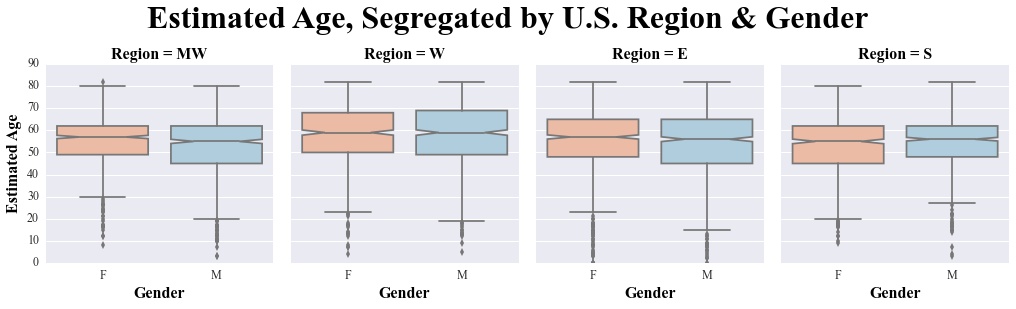 Estimated Age, Segregated by U.S. Region & Gender
Region = MW
Region = W
Region = E
Region = S
Estimated Age
90
80
70
60
50
40
30
20
10
0
F
M
F
M
F
M
F
M
Gender
Gender
Gender
Gender